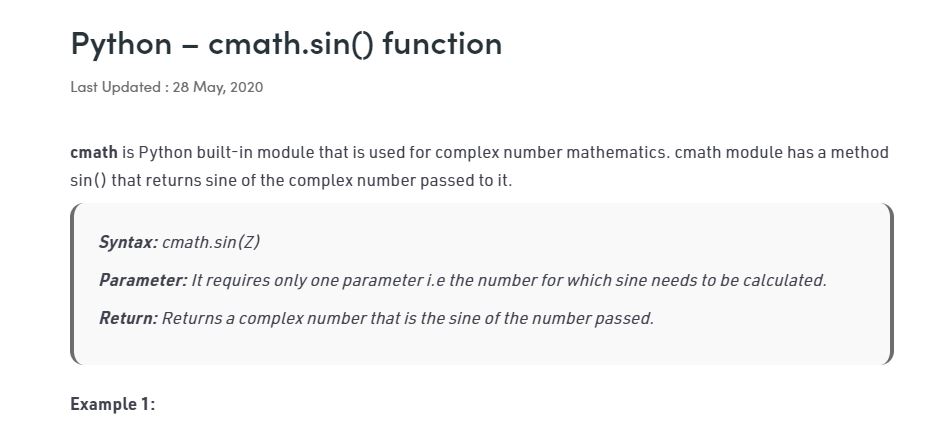 Python – cmath.sin() function
Last Updated : 28 May, 2020
cmath is Python built-in module that is used for complex number mathematics. cmath module has a method
sin() that returns sine of the complex number passed to it.
Syntax: cmath.sin(Z)
Parameter: It requires only one parameter i.e the number for which sine needs to be calculated.
Return: Returns a complex number that is the sine of the number passed.
Example 1: